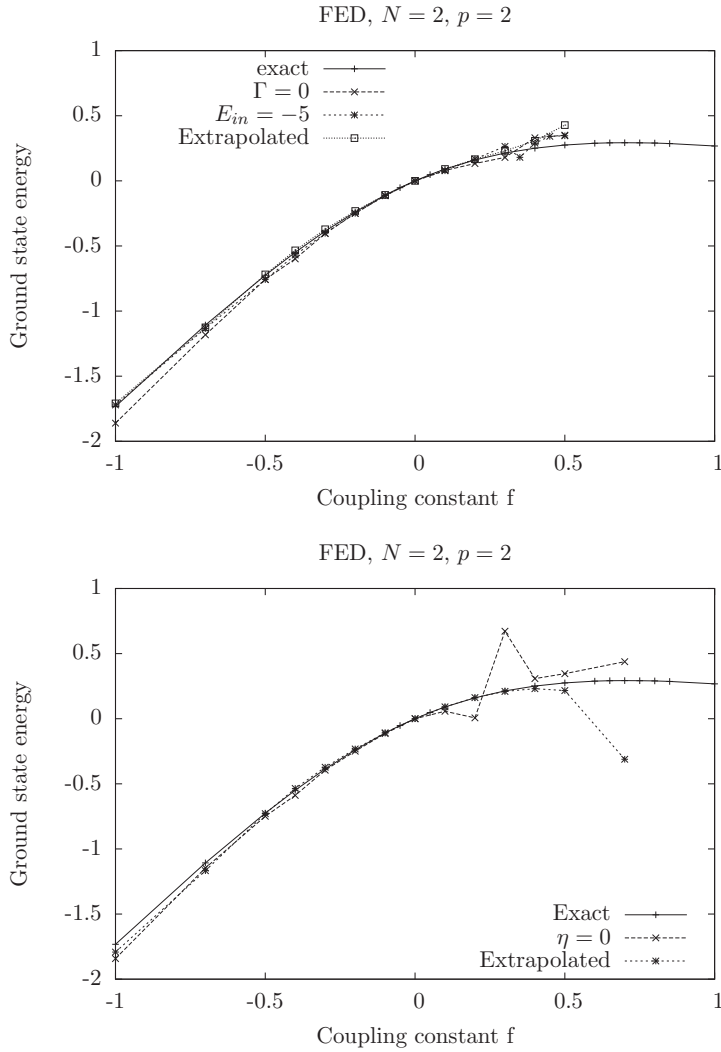 FED, N = 2, p = 2
1
0.5
0
-0.5
-1
-1.5
-2
Ground state energy
exact
Γ = 0
E_in = −5
Extrapolated
-1 -0.5 0 0.5 1
Coupling constant f
FED, N = 2, p = 2
1
0.5
0
-0.5
-1
-1.5
-2
Ground state energy
Exact
η = 0
Extrapolated
-1 -0.5 0 0.5 1
Coupling constant f